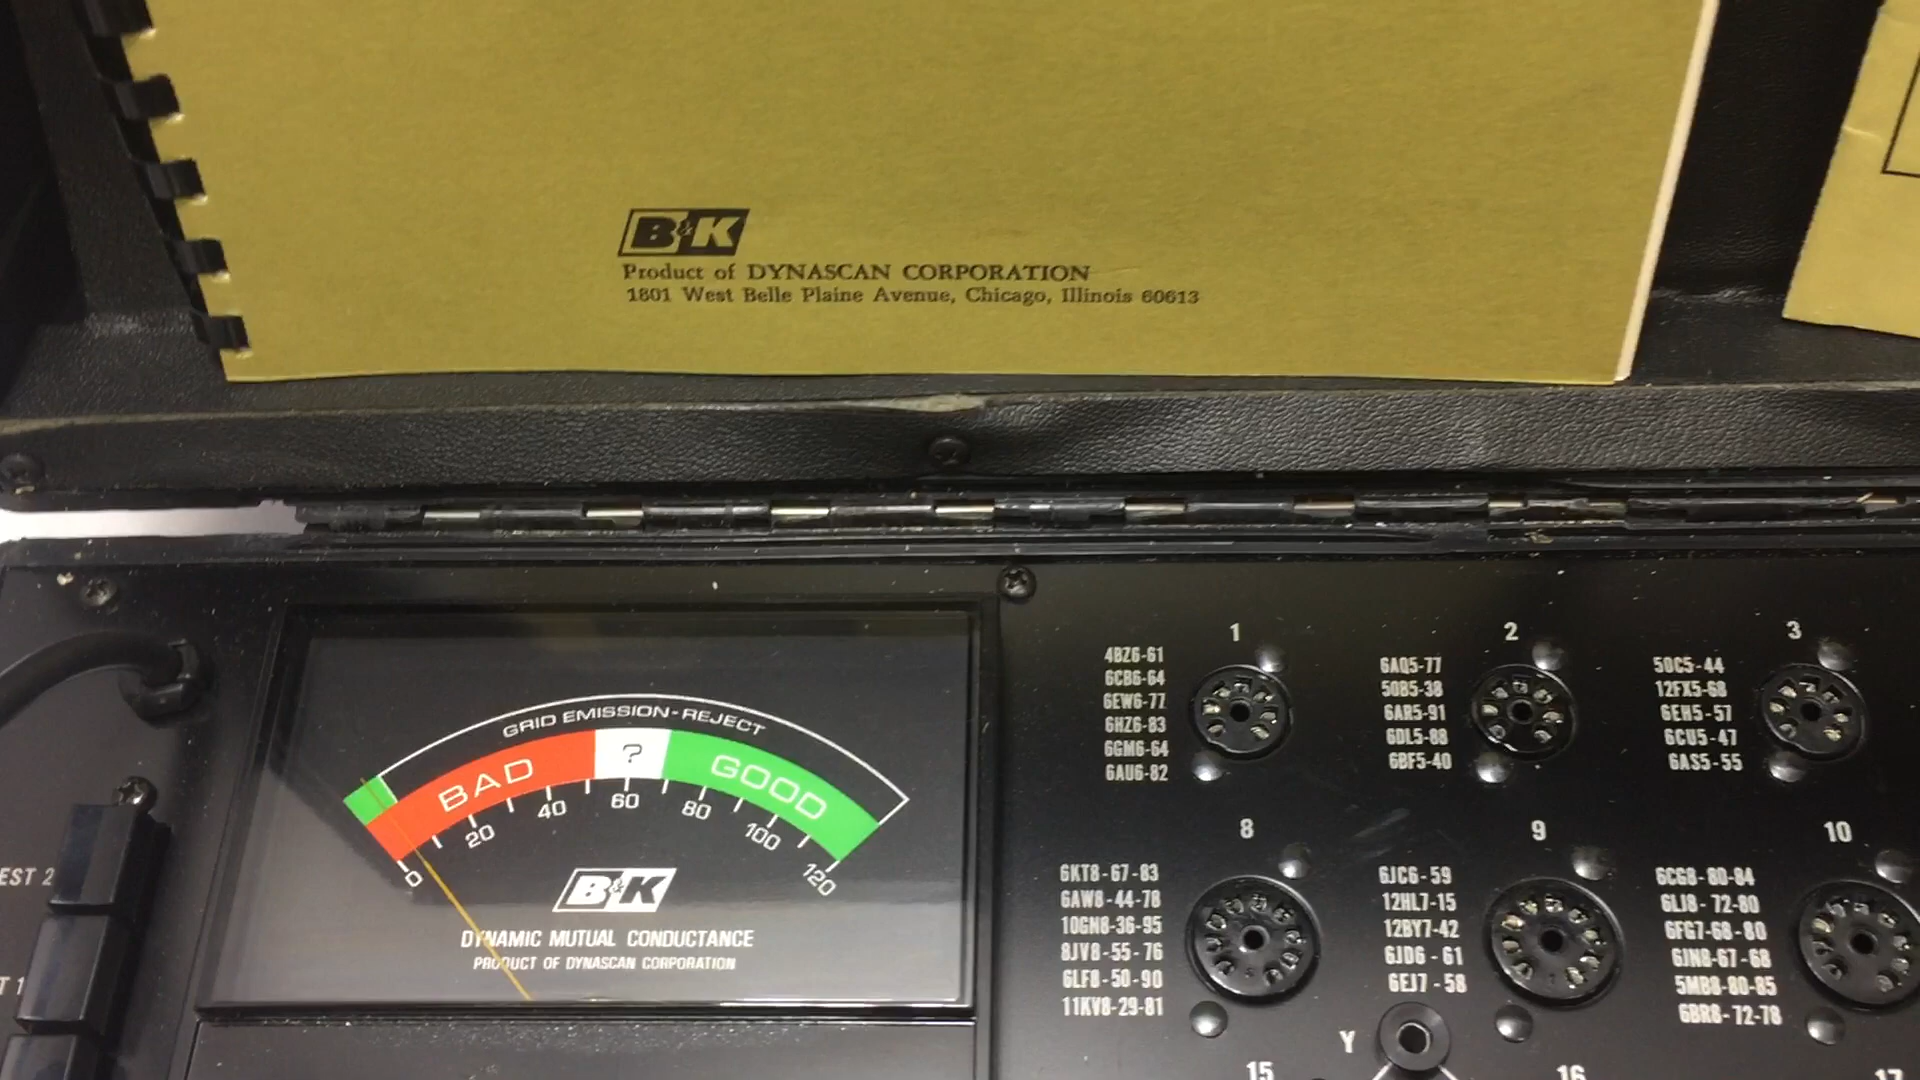 B&K
Product of DYNASCAN CORPORATION
1801 West Belle Plaine Avenue, Chicago, Illinois 60613
GRID EMISSION-REJECT
BAD
?
GOOD
0
20
40
60
80
100
120
B&K
DYNAMIC MUTUAL CONDUCTANCE
PRODUCT OF DYNASCAN CORPORATION
EST 2
T 1
1
4BZ6-61
6CB6-64
6EW6-77
6HZ6-83
6GM6-64
6AU6-82
2
6AQ5-77
50B5-38
6AR5-91
6DL5-88
6BF5-40
3
50C5-44
12FX5-68
6EH5-57
6CU5-47
6AS5-55
8
6KT8-67-83
6AW8-44-78
10GN8-36-95
8JV8-55-76
6LF8-50-90
11KV8-29-81
9
6JC6-59
12HL7-15
12BY7-42
6JD6-61
6EJ7-58
10
6CG8-80-84
6LJ8-72-80
6FG7-68-80
6JN8-67-68
5MB8-80-85
6BR8-72-78
Y
15
16
17